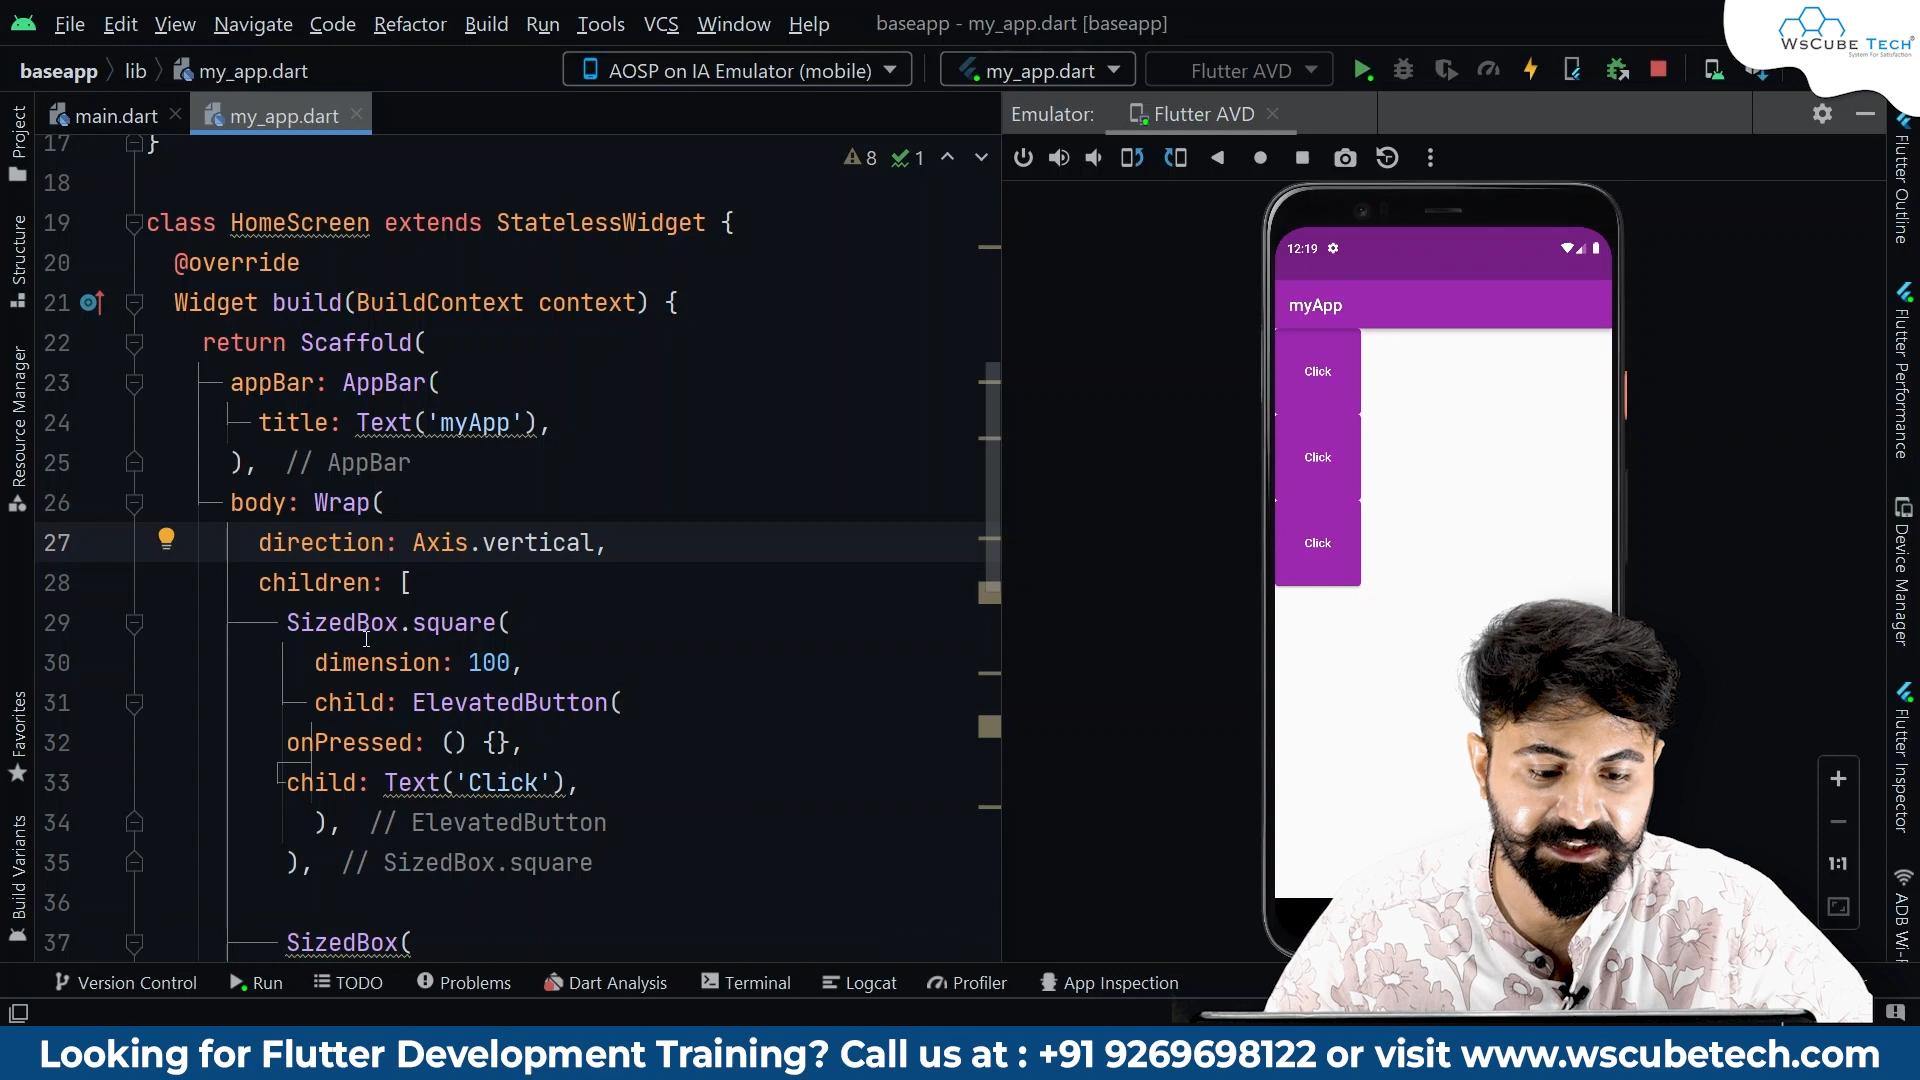 File Edit View Navigate Code Refactor Build Run Tools VCS Window Help baseapp - my_app.dart [baseapp]
WsCube Tech
System For Satisfaction
baseapp lib my_app.dart AOSP on IA Emulator (mobile) my_app.dart Flutter AVD
main.dart my_app.dart
Emulator: Flutter AVD
Project
Structure
Resource Manager
Favorites
Build Variants
8 1
17 }
18
19 class HomeScreen extends StatelessWidget {
20 @override
21 Widget build(BuildContext context) {
22 return Scaffold(
23 appBar: AppBar(
24 title: Text('myApp'),
25 ), // AppBar
26 body: Wrap(
27 direction: Axis.vertical,
28 children: [
29 SizedBox.square(
30 dimension: 100,
31 child: ElevatedButton(
32 onPressed: () {},
33 child: Text('Click'),
34 ), // ElevatedButton
35 ), // SizedBox.square
36
37 SizedBox(
12:19
myApp
Click
Click
Click
1:1
Flutter Outline
Flutter Performance
Device Manager
Flutter Inspector
ADB Wi-F
Version Control Run TODO Problems Dart Analysis Terminal Logcat Profiler App Inspection
Looking for Flutter Development Training? Call us at : +91 9269698122 or visit www.wscubetech.com